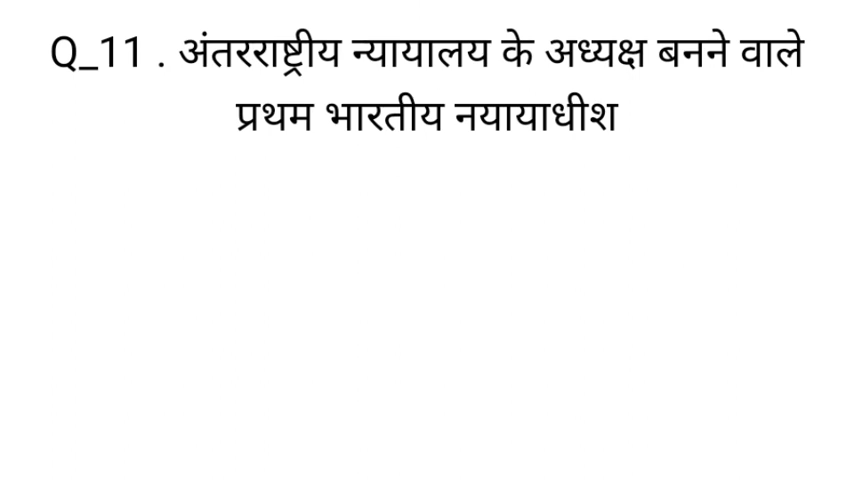 Q_11 . अंतरराष्ट्रीय न्यायालय के अध्यक्ष बनने वाले
प्रथम भारतीय नयायाधीश